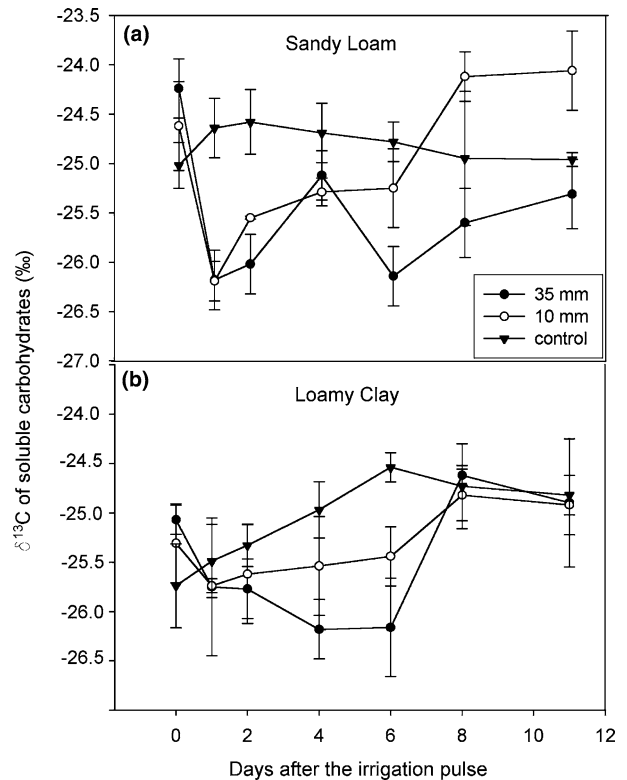 -23.5
(a)
Sandy Loam
-24.0
-24.5
-25.0
-25.5
-26.0
-26.5
-27.0
35 mm
10 mm
control
δ¹³C of soluble carbohydrates (‰)
(b)
Loamy Clay
-24.0
-24.5
-25.0
-25.5
-26.0
-26.5
0 2 4 6 8 10 12
Days after the irrigation pulse